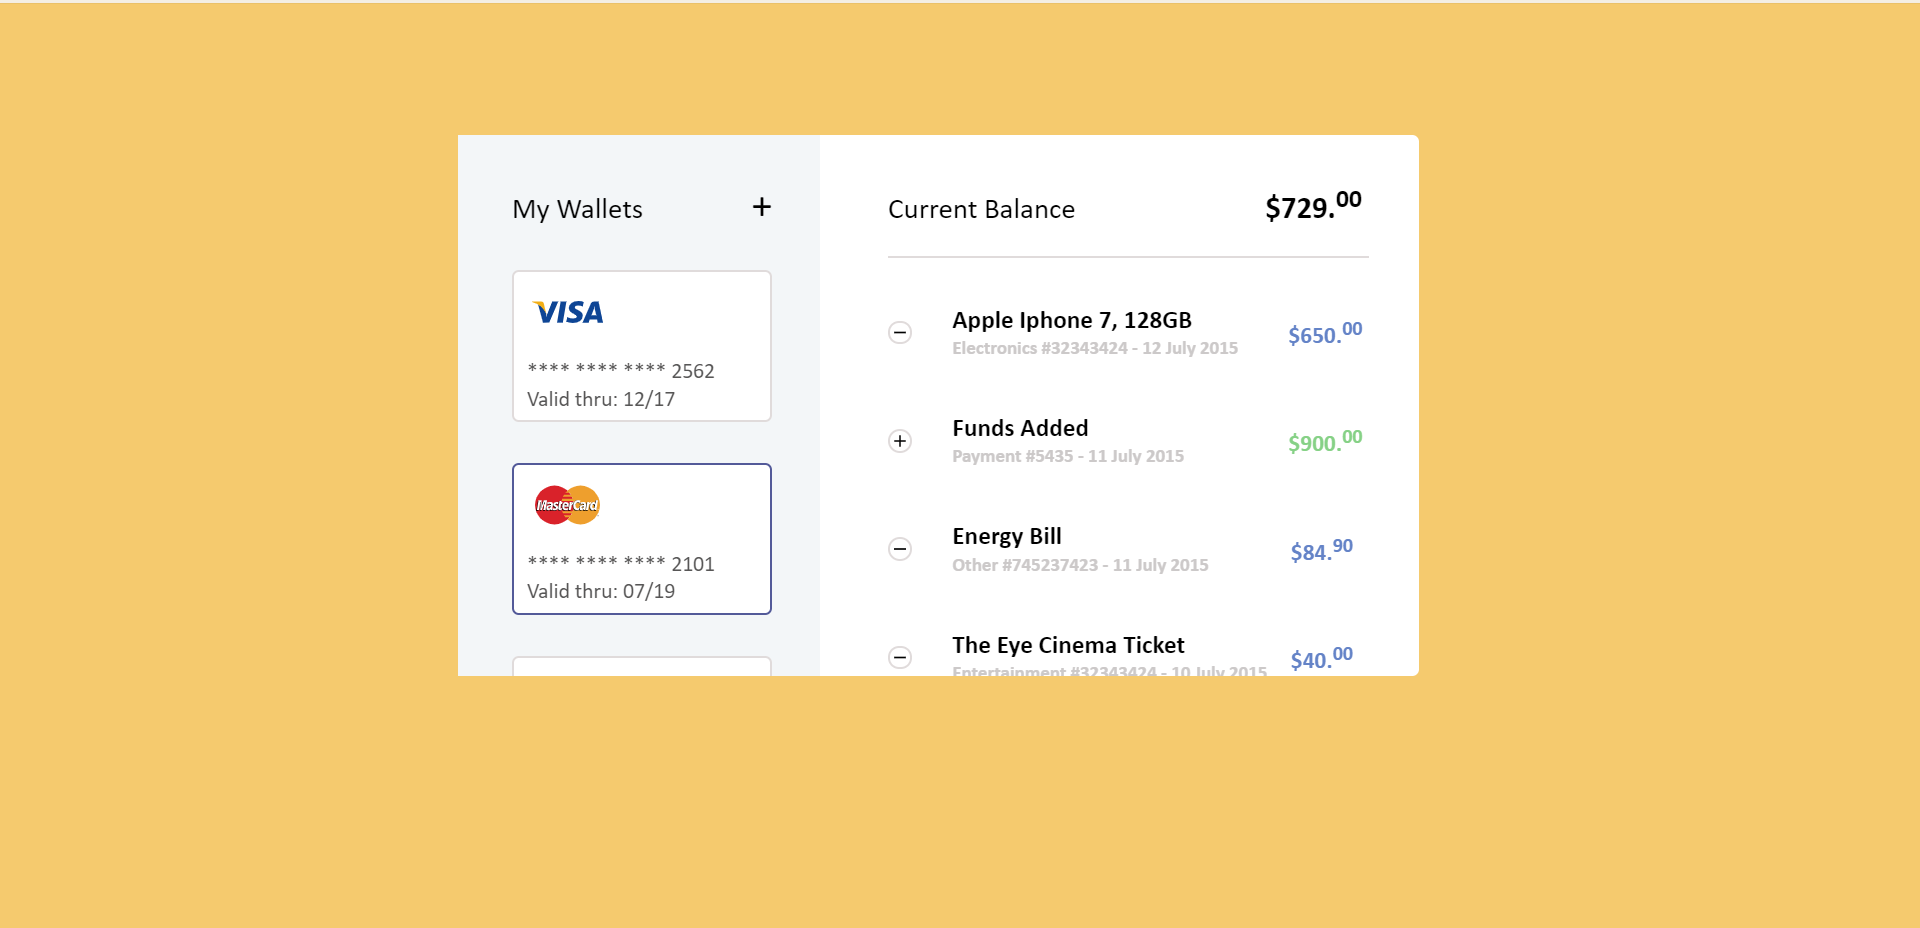 My Wallets +
VISA
**** **** **** 2562
Valid thru: 12/17
MasterCard
**** **** **** 2101
Valid thru: 07/19
Current Balance $729.00
Apple Iphone 7, 128GB
Electronics #32343424 - 12 July 2015
$650.00
Funds Added
Payment #5435 - 11 July 2015
$900.00
Energy Bill
Other #745237423 - 11 July 2015
$84.90
The Eye Cinema Ticket
Entertainment #32343424 - 10 July 2015
$40.00